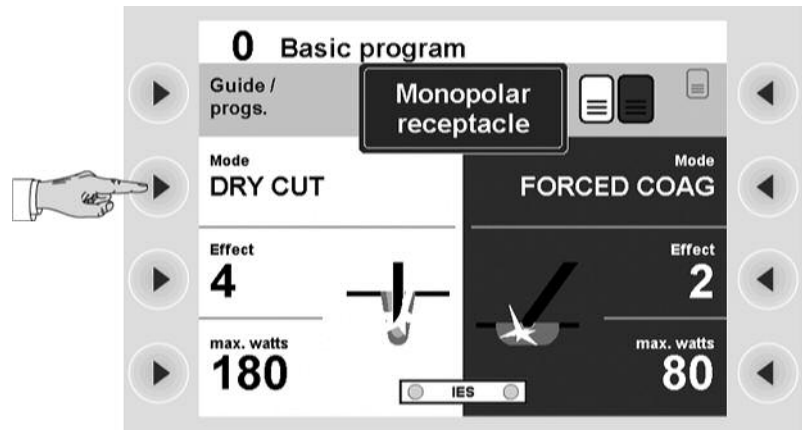 0 Basic program
Guide /
progs.
Monopolar
receptacle
Mode
DRY CUT
Mode
FORCED COAG
Effect
4
Effect
2
max. watts
180
max. watts
80
IES